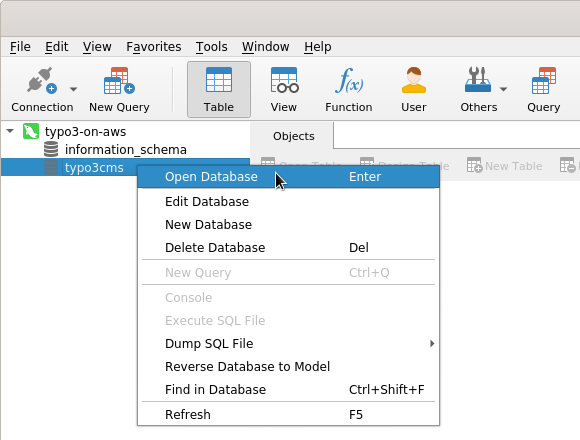 File Edit View Favorites Tools Window Help
Connection New Query Table View f(x) Function User Others Query
typo3-on-aws
Objects
information_schema
typo3cms
Open Table Design Table New Table
Open Database Enter
Edit Database
New Database
Delete Database Del
New Query Ctrl+Q
Console
Execute SQL File
Dump SQL File
Reverse Database to Model
Find in Database Ctrl+Shift+F
Refresh F5